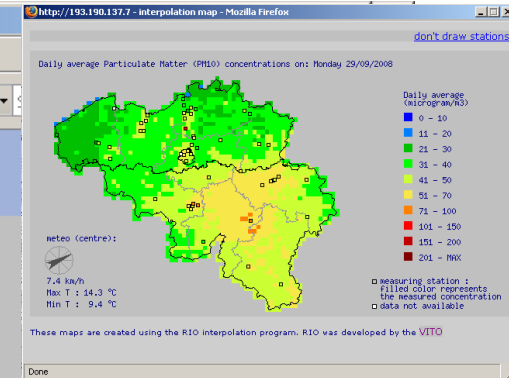 http://193.190.137.7 - interpolation map - Mozilla Firefox
don't draw stations
Daily average Particulate Matter (PM10) concentrations on: Monday 29/09/2008
Daily average
(microgram/m3)
0 - 10
11 - 20
21 - 30
31 - 40
41 - 50
51 - 70
71 - 100
101 - 150
151 - 200
201 - MAX
meteo (centre):
7.4 km/h
Max T : 14.3 °C
Min T : 9.4 °C
measuring station :
filled color represents
the measured concentration
data not available
These maps are created using the RIO interpolation program. RIO was developed by the VITO
Done